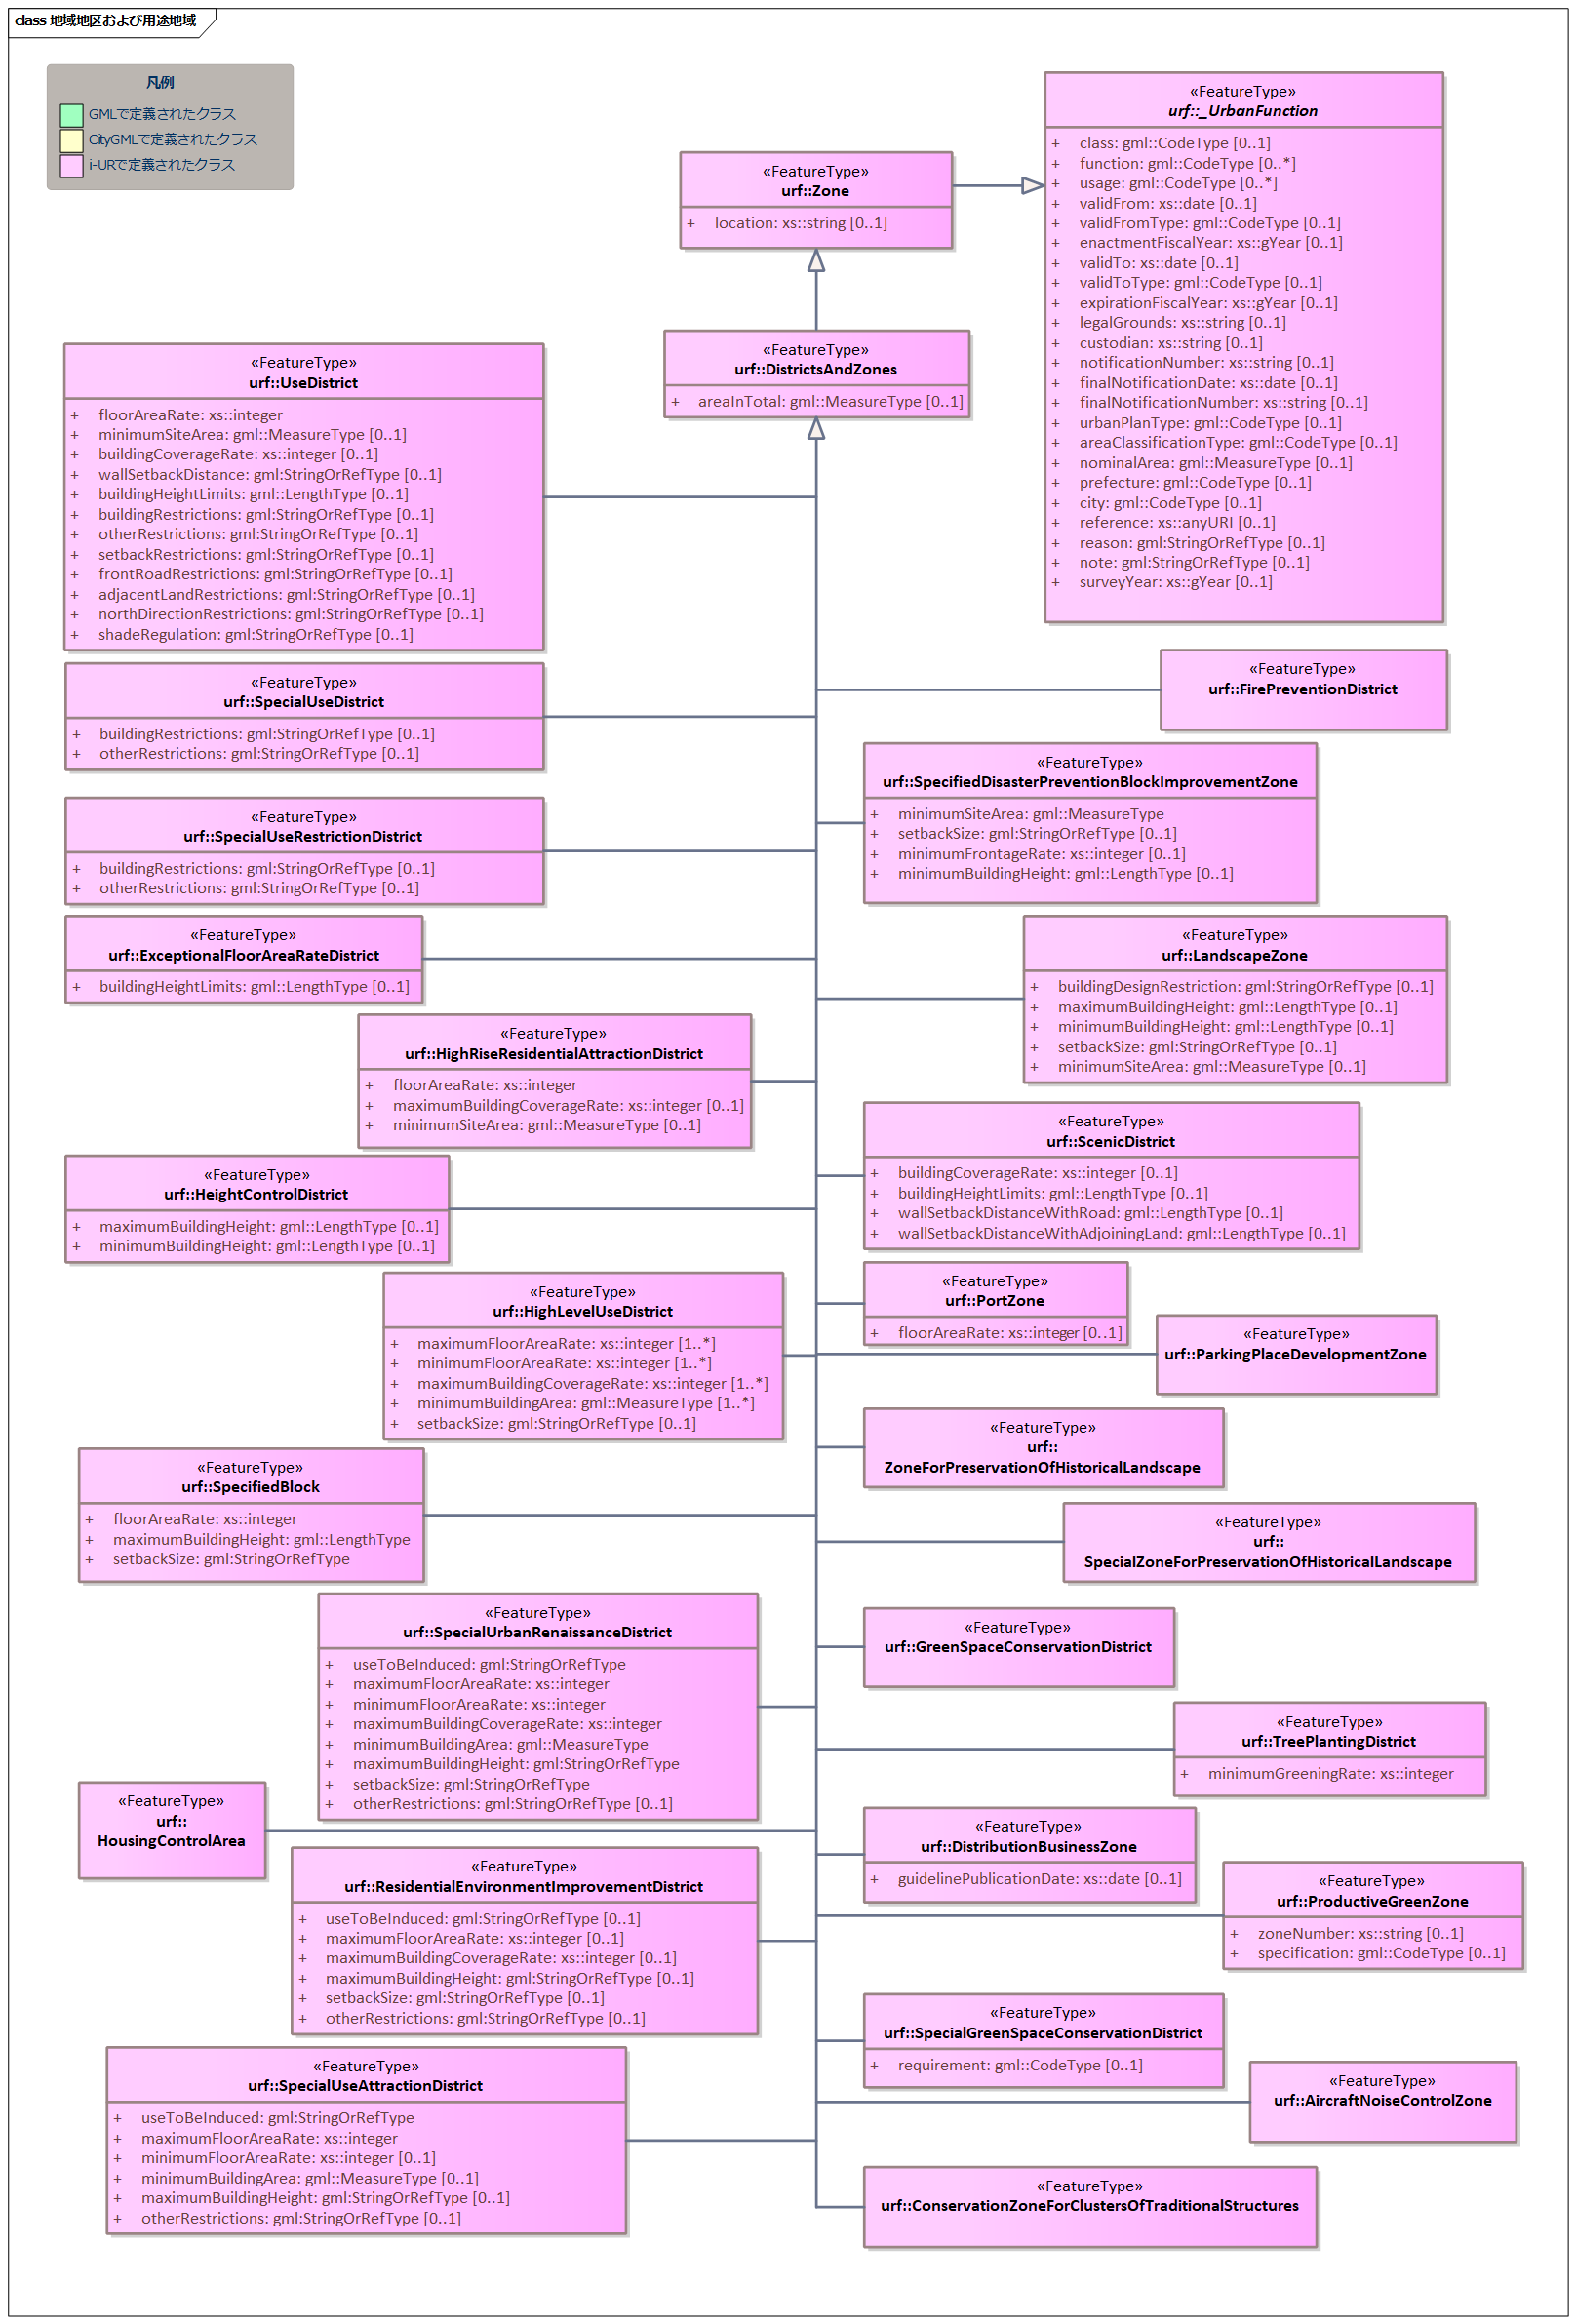 class 地域地区および用途地域
凡例
GMLで定義されたクラス
CityGMLで定義されたクラス
i-URで定義されたクラス
«FeatureType»
urf::_UrbanFunction
+ class: gml::CodeType [0..1]
+ function: gml::CodeType [0..*]
+ usage: gml::CodeType [0..*]
+ validFrom: xs::date [0..1]
+ validFromType: gml::CodeType [0..1]
+ enactmentFiscalYear: xs::gYear [0..1]
+ validTo: xs::date [0..1]
+ validToType: gml::CodeType [0..1]
+ expirationFiscalYear: xs::gYear [0..1]
+ legalGrounds: xs::string [0..1]
+ custodian: xs::string [0..1]
+ notificationNumber: xs::string [0..1]
+ finalNotificationDate: xs::date [0..1]
+ finalNotificationNumber: xs::string [0..1]
+ urbanPlanType: gml::CodeType [0..1]
+ areaClassificationType: gml::CodeType [0..1]
+ nominalArea: gml::MeasureType [0..1]
+ prefecture: gml::CodeType [0..1]
+ city: gml::CodeType [0..1]
+ reference: xs::anyURI [0..1]
+ reason: gml:StringOrRefType [0..1]
+ note: gml:StringOrRefType [0..1]
+ surveyYear: xs::gYear [0..1]
«FeatureType»
urf::Zone
+ location: xs::string [0..1]
«FeatureType»
urf::DistrictsAndZones
+ areaInTotal: gml::MeasureType [0..1]
«FeatureType»
urf::UseDistrict
+ floorAreaRate: xs::integer
+ minimumSiteArea: gml::MeasureType [0..1]
+ buildingCoverageRate: xs::integer [0..1]
+ wallSetbackDistance: gml:StringOrRefType [0..1]
+ buildingHeightLimits: gml::LengthType [0..1]
+ buildingRestrictions: gml:StringOrRefType [0..1]
+ otherRestrictions: gml:StringOrRefType [0..1]
+ setbackRestrictions: gml:StringOrRefType [0..1]
+ frontRoadRestrictions: gml:StringOrRefType [0..1]
+ adjacentLandRestrictions: gml:StringOrRefType [0..1]
+ northDirectionRestrictions: gml:StringOrRefType [0..1]
+ shadeRegulation: gml:StringOrRefType [0..1]
«FeatureType»
urf::FirePreventionDistrict
«FeatureType»
urf::SpecialUseDistrict
+ buildingRestrictions: gml:StringOrRefType [0..1]
+ otherRestrictions: gml:StringOrRefType [0..1]
«FeatureType»
urf::SpecifiedDisasterPreventionBlockImprovementZone
+ minimumSiteArea: gml::MeasureType
+ setbackSize: gml:StringOrRefType [0..1]
+ minimumFrontageRate: xs::integer [0..1]
+ minimumBuildingHeight: gml::LengthType [0..1]
«FeatureType»
urf::SpecialUseRestrictionDistrict
+ buildingRestrictions: gml:StringOrRefType [0..1]
+ otherRestrictions: gml:StringOrRefType [0..1]
«FeatureType»
urf::ExceptionalFloorAreaRateDistrict
+ buildingHeightLimits: gml::LengthType [0..1]
«FeatureType»
urf::LandscapeZone
+ buildingDesignRestriction: gml:StringOrRefType [0..1]
+ maximumBuildingHeight: gml::LengthType [0..1]
+ minimumBuildingHeight: gml::LengthType [0..1]
+ setbackSize: gml:StringOrRefType [0..1]
+ minimumSiteArea: gml::MeasureType [0..1]
«FeatureType»
urf::HighRiseResidentialAttractionDistrict
+ floorAreaRate: xs::integer
+ maximumBuildingCoverageRate: xs::integer [0..1]
+ minimumSiteArea: gml::MeasureType [0..1]
«FeatureType»
urf::ScenicDistrict
+ buildingCoverageRate: xs::integer [0..1]
+ buildingHeightLimits: gml::LengthType [0..1]
+ wallSetbackDistanceWithRoad: gml::LengthType [0..1]
+ wallSetbackDistanceWithAdjoiningLand: gml::LengthType [0..1]
«FeatureType»
urf::HeightControlDistrict
+ maximumBuildingHeight: gml::LengthType [0..1]
+ minimumBuildingHeight: gml::LengthType [0..1]
«FeatureType»
urf::PortZone
+ floorAreaRate: xs::integer [0..1]
«FeatureType»
urf::HighLevelUseDistrict
+ maximumFloorAreaRate: xs::integer [1..*]
+ minimumFloorAreaRate: xs::integer [1..*]
+ maximumBuildingCoverageRate: xs::integer [1..*]
+ minimumBuildingArea: gml::MeasureType [1..*]
+ setbackSize: gml:StringOrRefType [0..1]
«FeatureType»
urf::ParkingPlaceDevelopmentZone
«FeatureType»
urf::
ZoneForPreservationOfHistoricalLandscape
«FeatureType»
urf::SpecifiedBlock
+ floorAreaRate: xs::integer
+ maximumBuildingHeight: gml::LengthType
+ setbackSize: gml:StringOrRefType
«FeatureType»
urf::
SpecialZoneForPreservationOfHistoricalLandscape
«FeatureType»
urf::SpecialUrbanRenaissanceDistrict
+ useToBeInduced: gml:StringOrRefType
+ maximumFloorAreaRate: xs::integer
+ minimumFloorAreaRate: xs::integer
+ maximumBuildingCoverageRate: xs::integer
+ minimumBuildingArea: gml::MeasureType
+ maximumBuildingHeight: gml:StringOrRefType
+ setbackSize: gml:StringOrRefType
+ otherRestrictions: gml:StringOrRefType [0..1]
«FeatureType»
urf::GreenSpaceConservationDistrict
«FeatureType»
urf::TreePlantingDistrict
+ minimumGreeningRate: xs::integer
«FeatureType»
urf::
HousingControlArea
«FeatureType»
urf::DistributionBusinessZone
+ guidelinePublicationDate: xs::date [0..1]
«FeatureType»
urf::ResidentialEnvironmentImprovementDistrict
+ useToBeInduced: gml:StringOrRefType [0..1]
+ maximumFloorAreaRate: xs::integer [0..1]
+ maximumBuildingCoverageRate: xs::integer [0..1]
+ maximumBuildingHeight: gml:StringOrRefType [0..1]
+ setbackSize: gml:StringOrRefType [0..1]
+ otherRestrictions: gml:StringOrRefType [0..1]
«FeatureType»
urf::ProductiveGreenZone
+ zoneNumber: xs::string [0..1]
+ specification: gml::CodeType [0..1]
«FeatureType»
urf::SpecialGreenSpaceConservationDistrict
+ requirement: gml::CodeType [0..1]
«FeatureType»
urf::SpecialUseAttractionDistrict
+ useToBeInduced: gml:StringOrRefType
+ maximumFloorAreaRate: xs::integer
+ minimumFloorAreaRate: xs::integer [0..1]
+ minimumBuildingArea: gml::MeasureType [0..1]
+ maximumBuildingHeight: gml:StringOrRefType [0..1]
+ otherRestrictions: gml:StringOrRefType [0..1]
«FeatureType»
urf::AircraftNoiseControlZone
«FeatureType»
urf::ConservationZoneForClustersOfTraditionalStructures